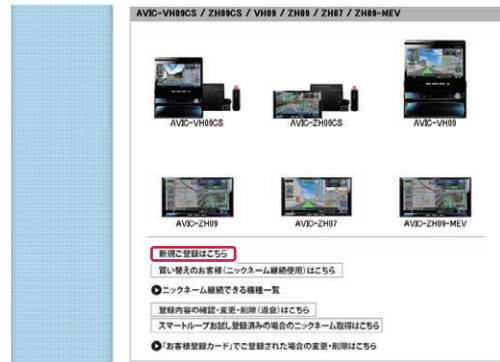 AVIC-VH09CS / ZH09CS / VH09 / ZH09 / ZH07 / ZH09-MEV
AVIC-VH09CS AVIC-ZH09CS AVIC-VH09
AVIC-ZH09 AVIC-ZH07 AVIC-ZH09-MEV
新規ご登録はこちら
買い替えのお客様(ニックネーム継続使用)はこちら
ニックネーム継続できる機種一覧
登録内容の確認・変更・削除(退会)はこちら
スマートループお試し登録済みの場合のニックネーム取得はこちら
「お客様登録カード」でご登録された場合の変更・削除はこちら